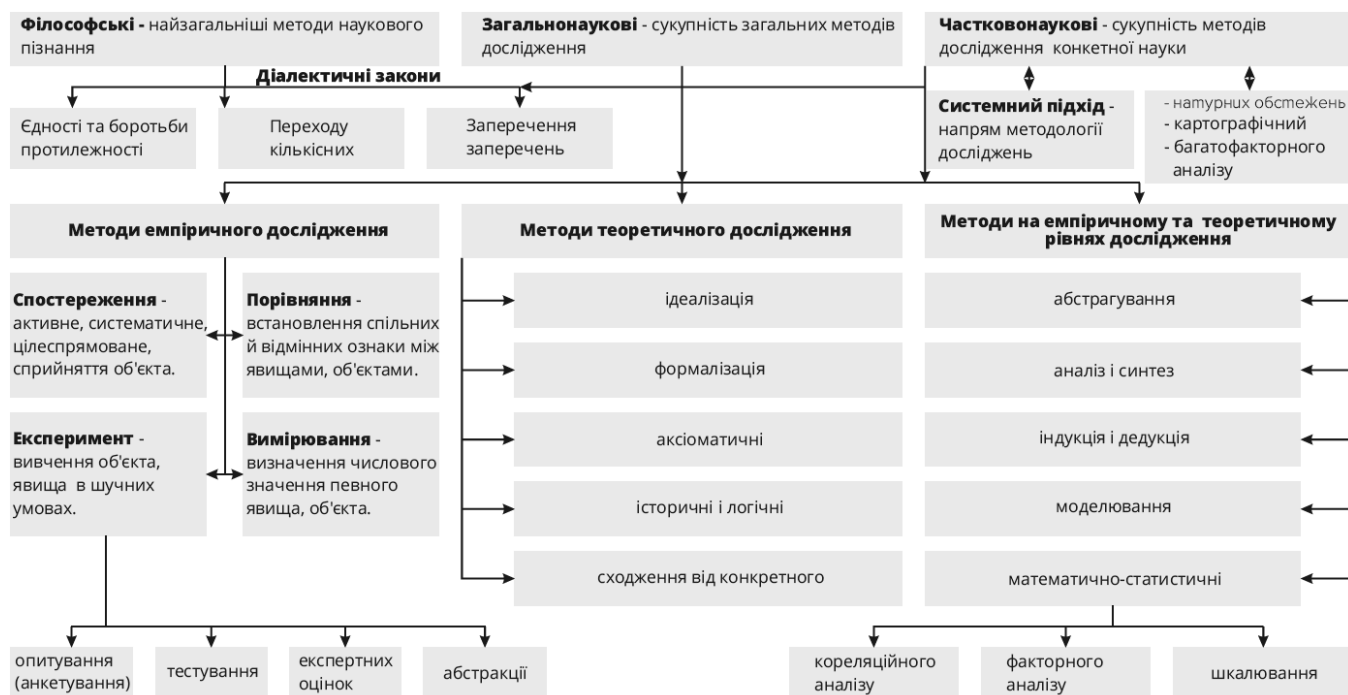 Філософські - найзагальніші методи наукового
пізнання
Загальнонаукові - сукупність загальних методів
дослідження
Частковонаукові - сукупність методів
дослідження конкетної науки
Діалектичні закони
Єдності та боротьби
протилежності
Переходу
кількісних
Заперечення
заперечень
Системний підхід -
напрям методології
досліджень
- натурних обстежень
- картографічний
- багатофакторного
аналізу
Методи емпіричного дослідження
Методи теоретичного дослідження
Методи на емпіричному та теоретичному
рівнях дослідження
Спостереження -
активне, систематичне,
цілеспрямоване,
сприйняття об'єкта.
Порівняння -
встановлення спільних
й відмінних ознаки між
явищами, об'єктами.
Експеримент -
вивчення об'єкта,
явища в шучних
умовах.
Вимірювання -
визначення числового
значення певного
явища, об'єкта.
ідеалізація
формалізація
аксіоматичні
історичні і логічні
сходження від конкретного
абстрагування
аналіз і синтез
індукція і дедукція
моделювання
математично-статистичні
опитування
(анкетування)
тестування
експертних
оцінок
абстракції
кореляційного
аналізу
факторного
аналізу
шкалювання